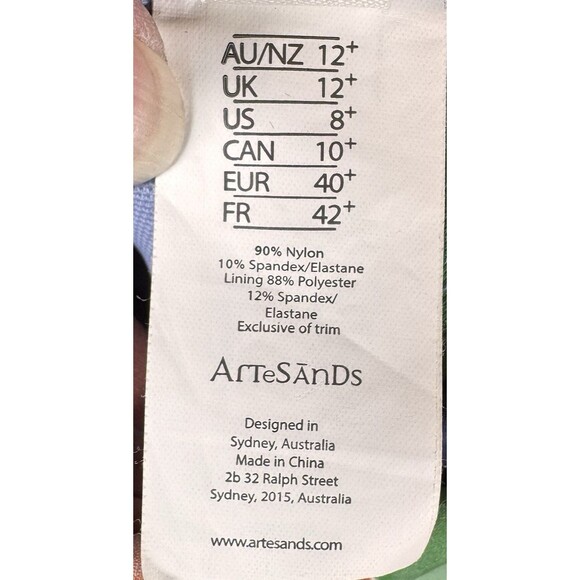 AU/NZ 12+
UK 12+
US 8+
CAN 10+
EUR 40+
FR 42+
90% Nylon
10% Spandex/Elastane
Lining 88% Polyester
12% Spandex/
Elastane
Exclusive of trim
ArTeSānDs
Designed in
Sydney, Australia
Made in China
2b 32 Ralph Street
Sydney, 2015, Australia
www.artesands.com